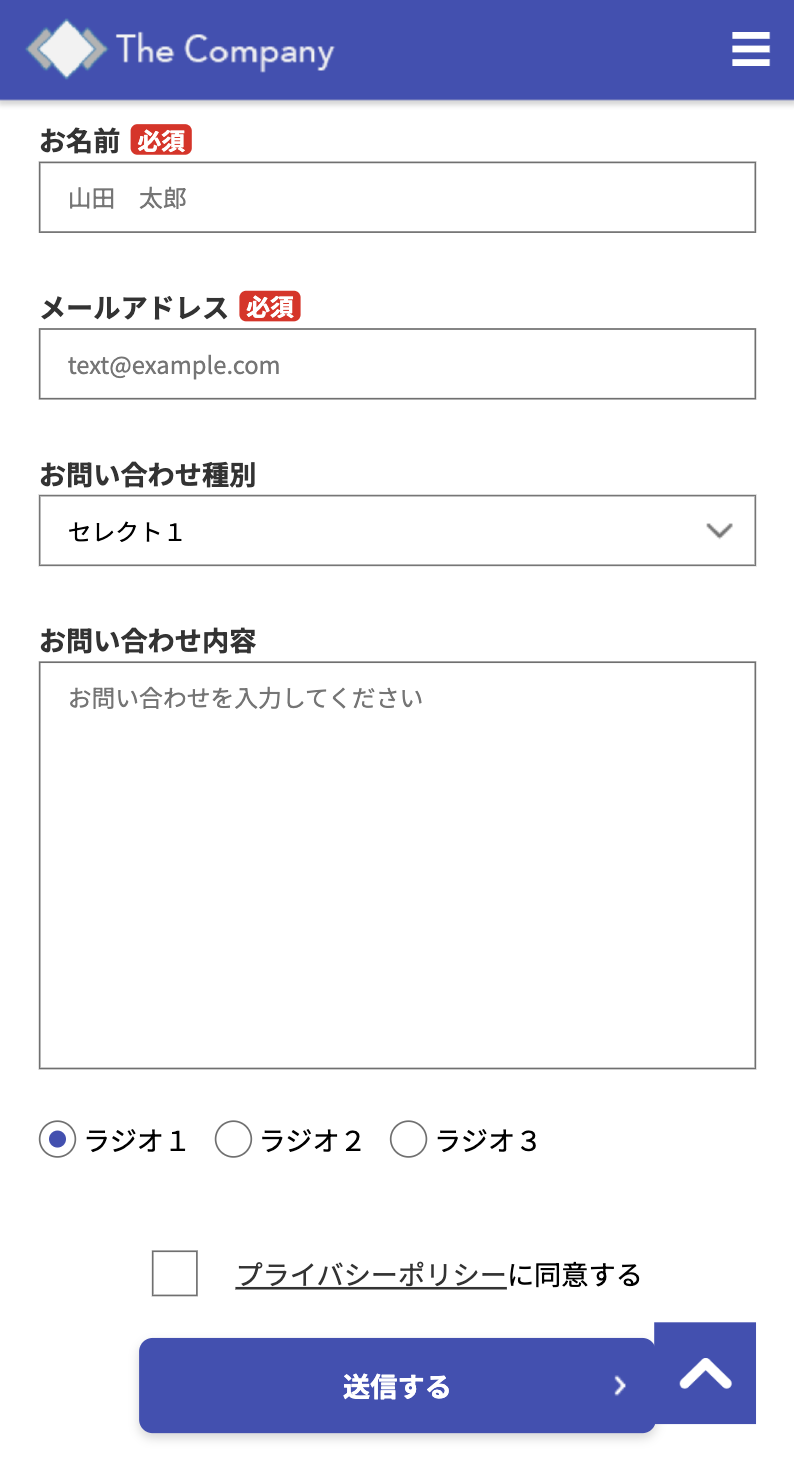 The Company
お名前 必須
山田　太郎
メールアドレス 必須
text@example.com
お問い合わせ種別
セレクト１
お問い合わせ内容
お問い合わせを入力してください
ラジオ１ ラジオ２ ラジオ３
プライバシーポリシーに同意する
送信する